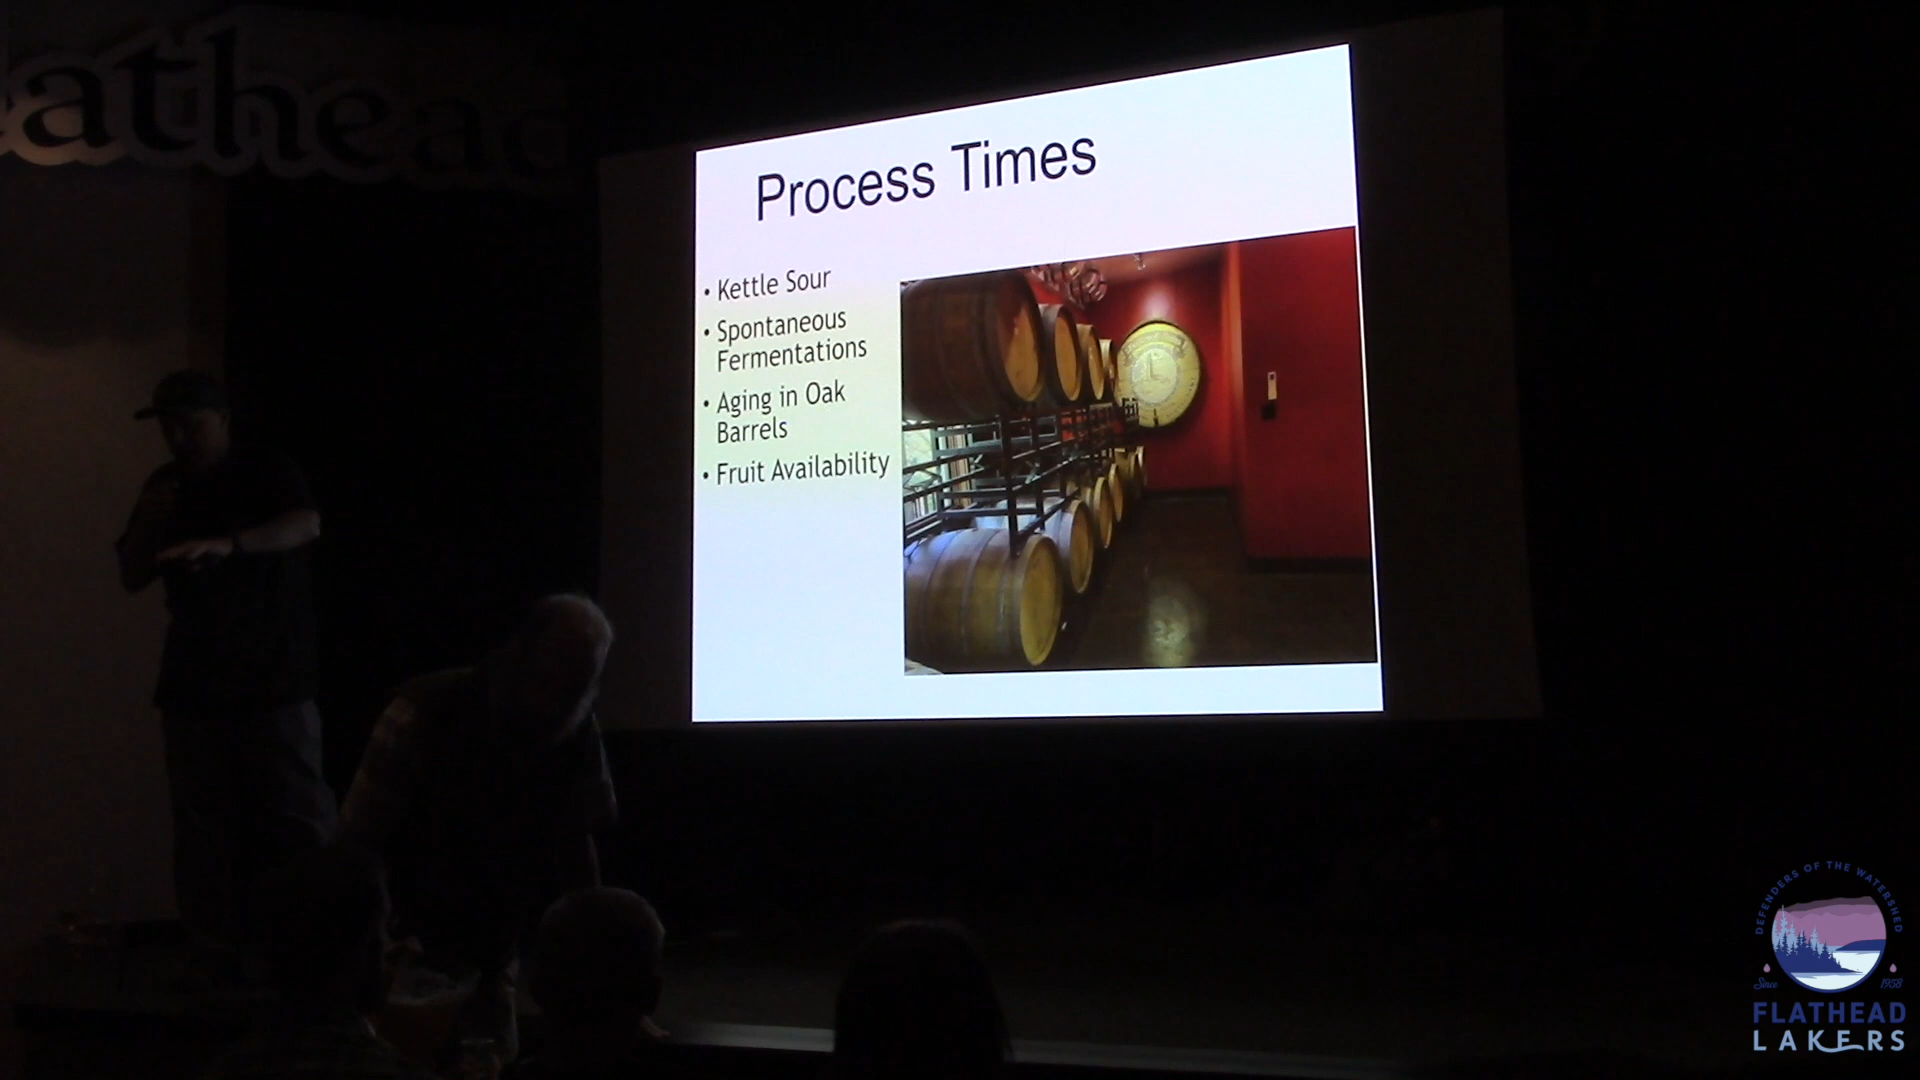 athead
Process Times
• Kettle Sour
• Spontaneous
Fermentations
• Aging in Oak
Barrels
• Fruit Availability
DEFENDERS OF THE WATERSHED
Since 1958
FLATHEAD
LAKERS